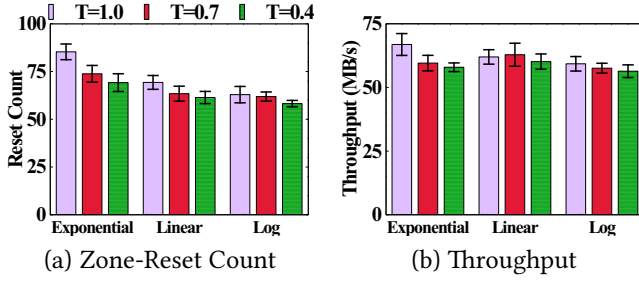 T=1.0 T=0.7 T=0.4
100
75
50
25
0
Reset Count
Exponential Linear Log
(a) Zone-Reset Count
75
50
25
0
Throughput (MB/s)
Exponential Linear Log
(b) Throughput